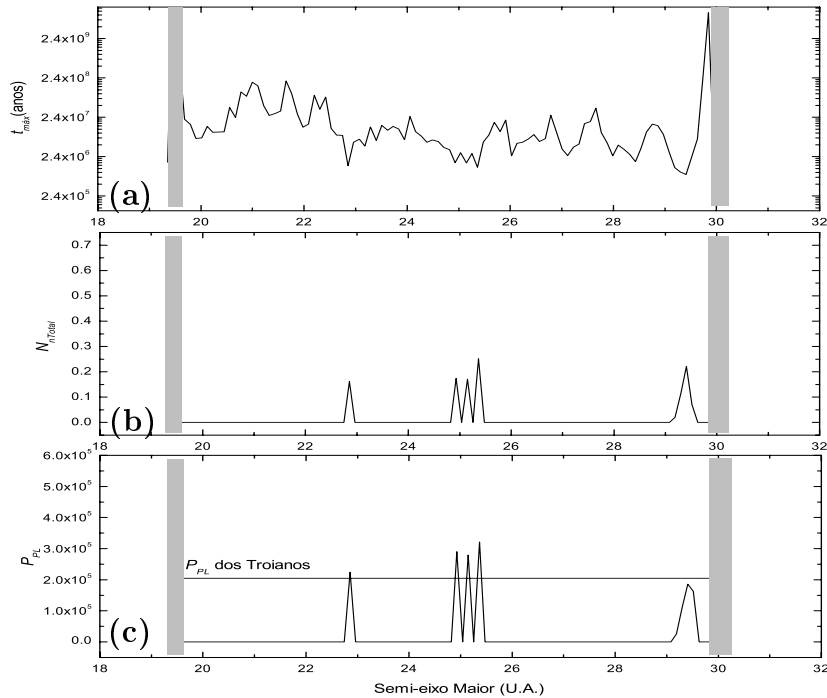 2.4x10⁹
2.4x10⁸
2.4x10⁷
2.4x10⁶
2.4x10⁵
t_máx(anos)
(a)
18 20 22 24 26 28 30 32
0.7
0.6
0.5
0.4
0.3
0.2
0.1
0.0
N_nTotal
(b)
18 20 22 24 26 28 30 32
6.0x10⁵
5.0x10⁵
4.0x10⁵
3.0x10⁵
2.0x10⁵
1.0x10⁵
0.0
P_PL
P_PL dos Troianos
(c)
18 20 22 24 26 28 30 32
Semi-eixo Maior (U.A.)